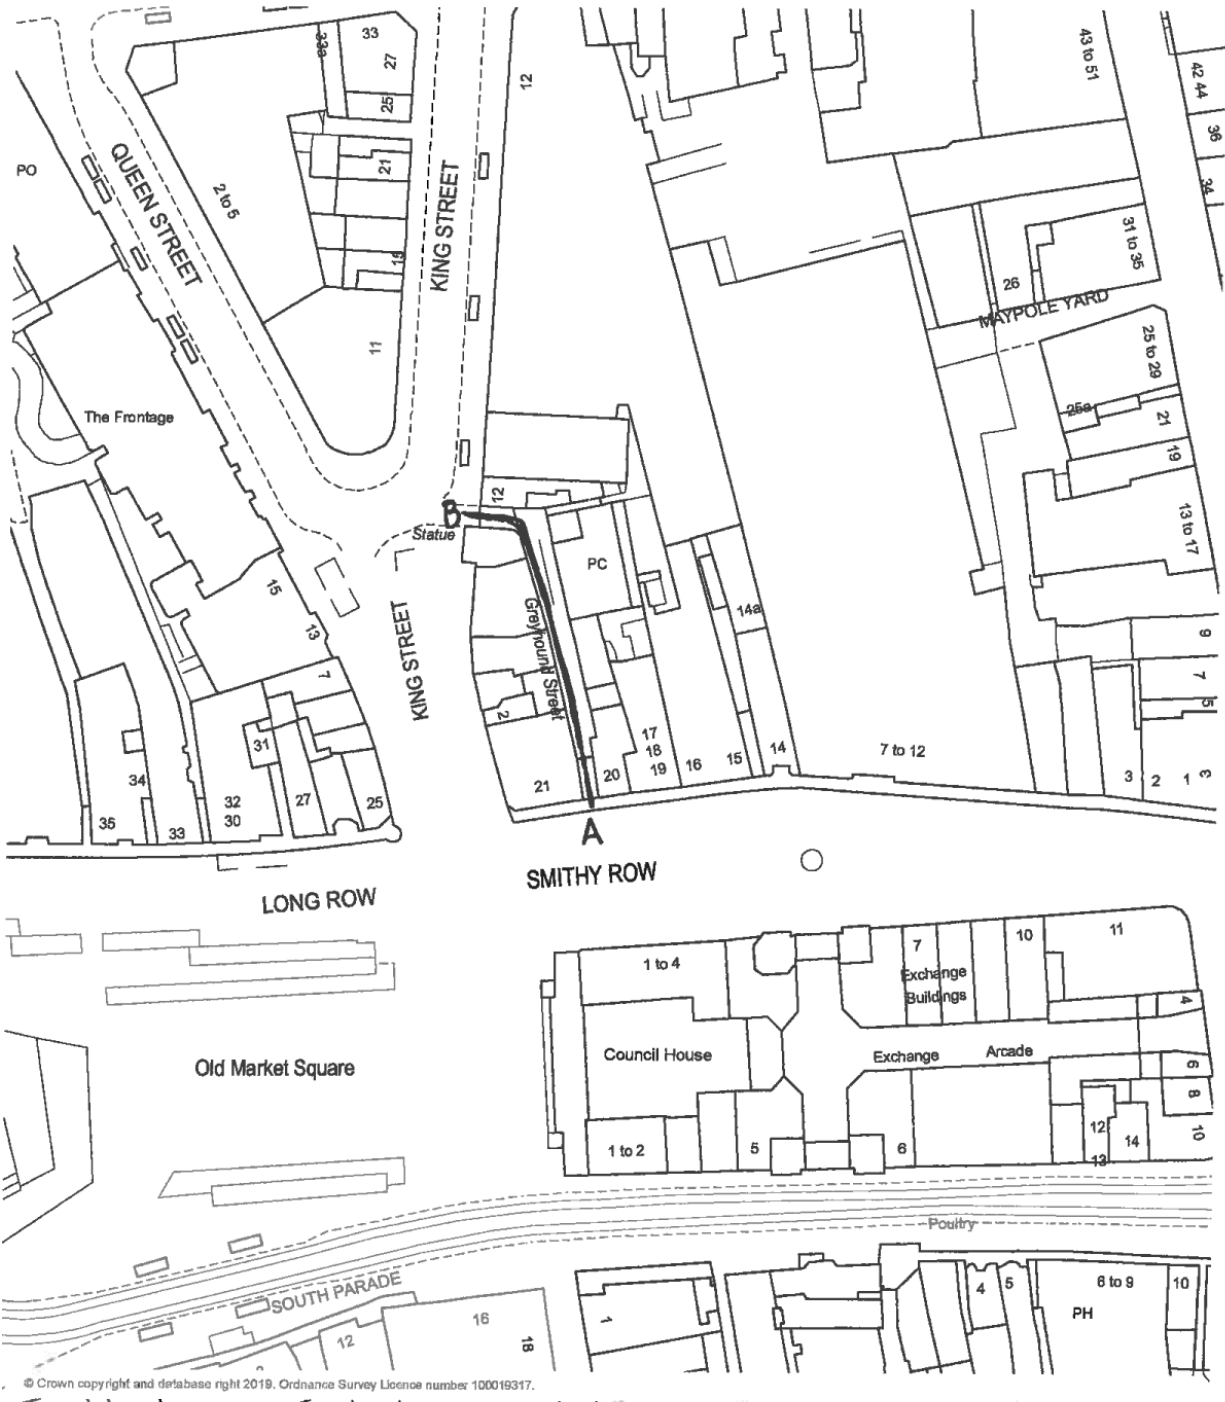 33a
33
27
25
21
15
12
43 to 51
42 44
36
34
PO
QUEEN STREET
2 to 5
KING STREET
31 to 35
26
MAYPOLE YARD
25 to 29
11
The Frontage
25a
21
19
13 to 17
12
B
Statue
PC
15
13
Greyhound Street
14a
KING STREET
9
7
7
5
2
31
34
32
30
27
25
35
33
21
20
17
18
19
16
15
14
7 to 12
3
2
1
3
A
SMITHY ROW
LONG ROW
1 to 4
7
10
11
Exchange
Buildings
4
Council House
Exchange Arcade
6
8
Old Market Square
1 to 2
5
6
12
13
14
10
Poultry
SOUTH PARADE
12
16
18
1
4
5
6 to 9
10
PH
© Crown copyright and database right 2019. Ordnance Survey Licence number 100019317.